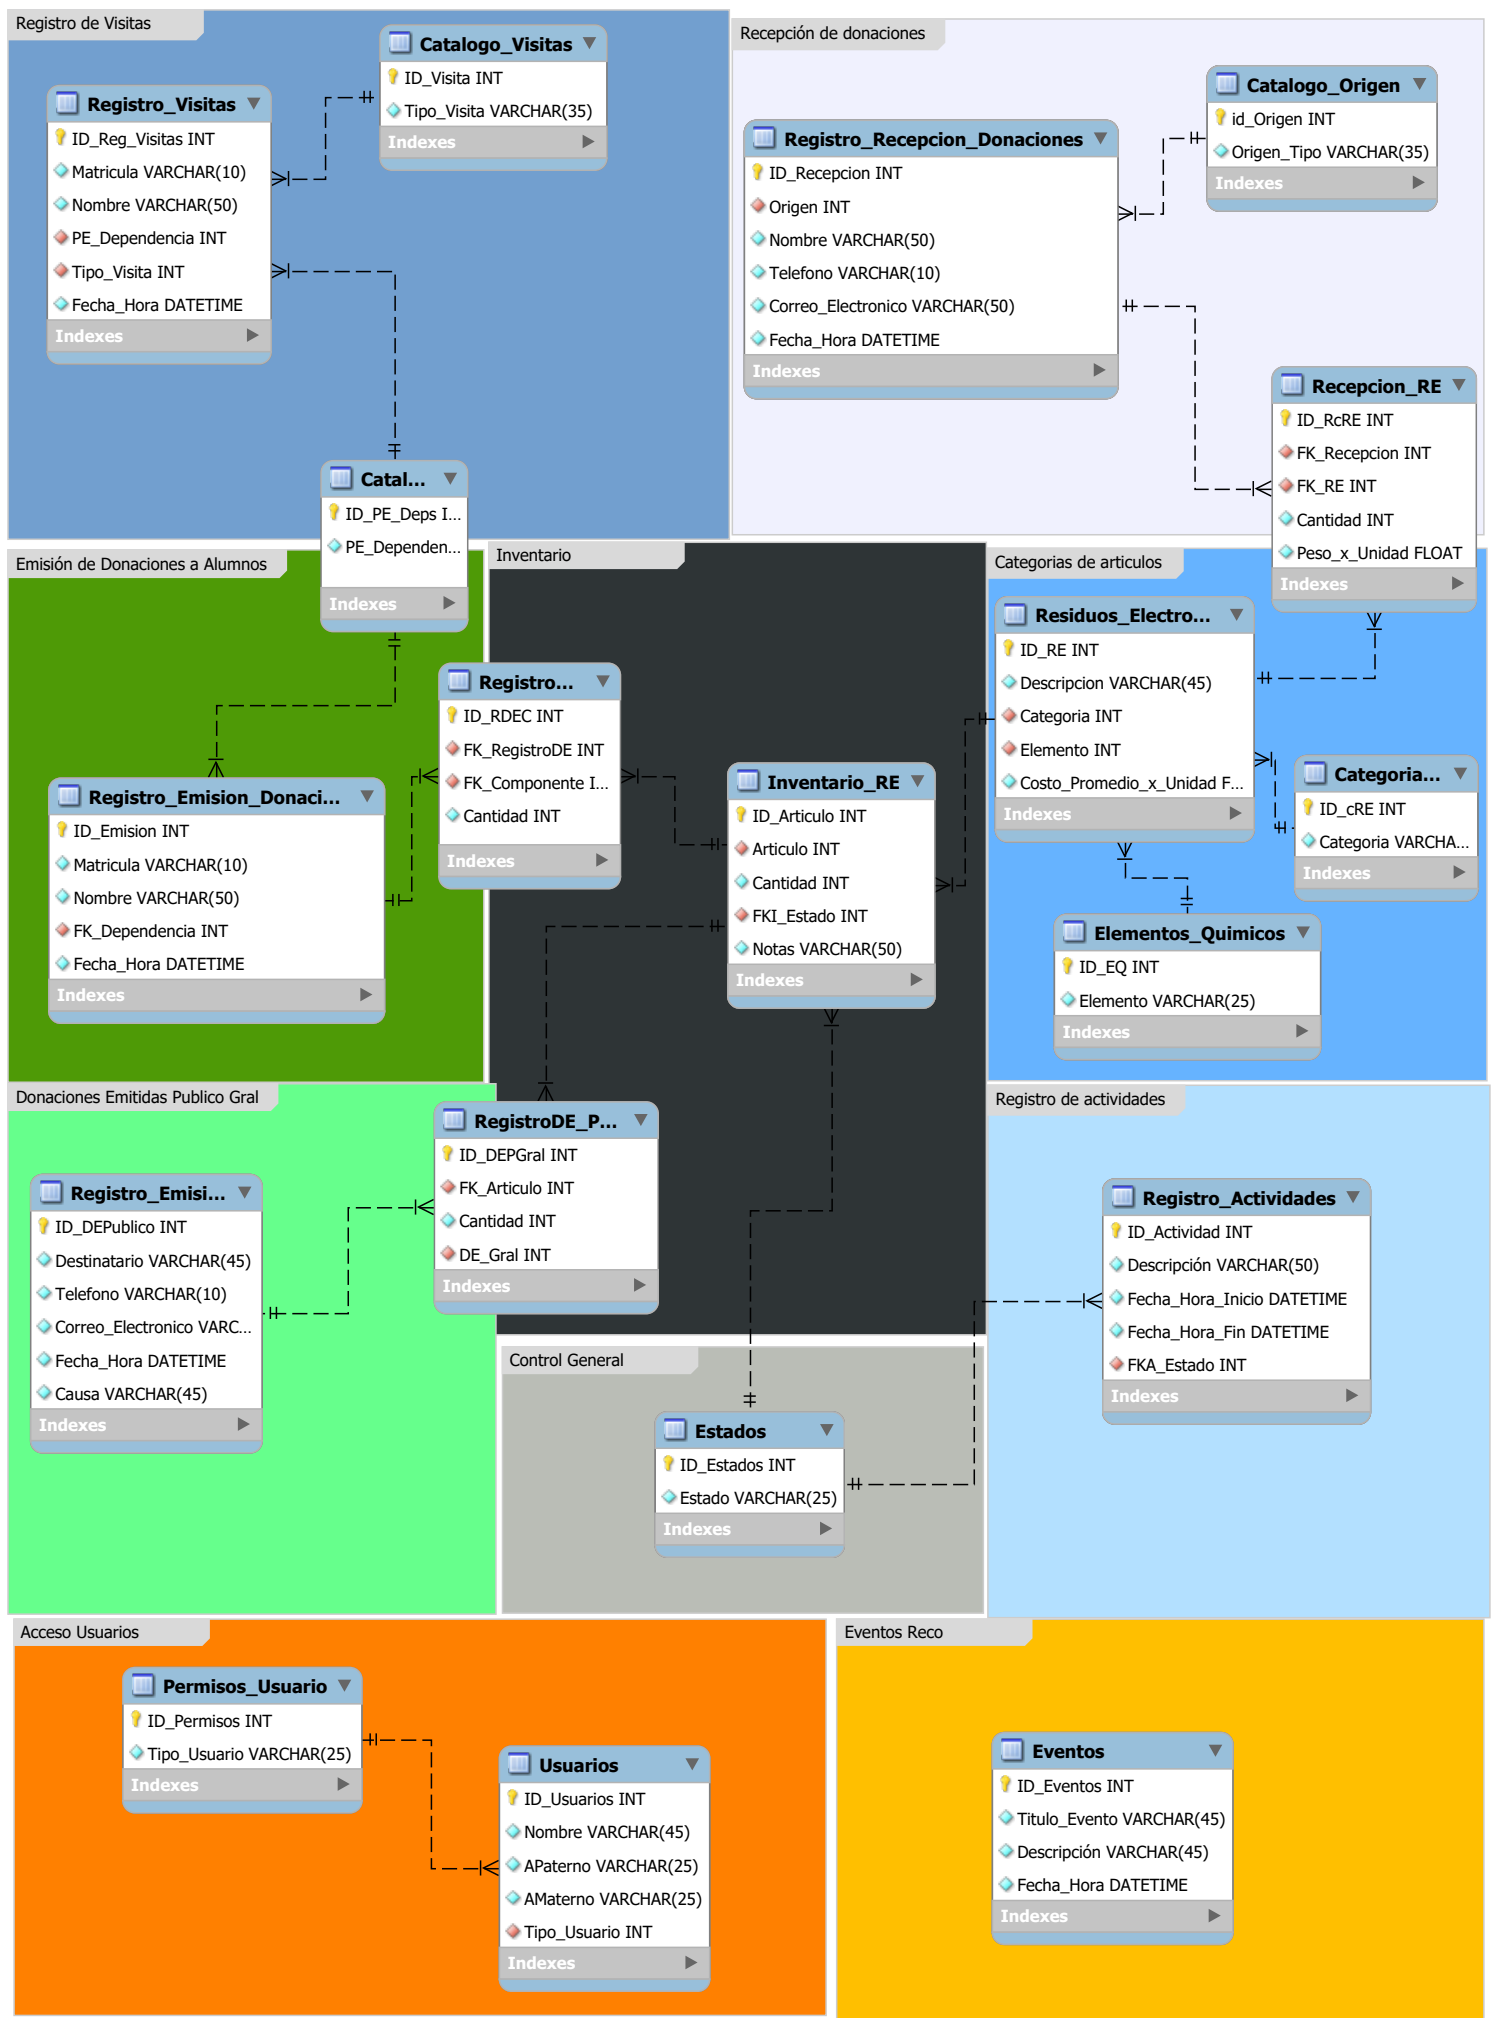 Registro de Visitas
Catalogo_Visitas
ID_Visita INT
Tipo_Visita VARCHAR(35)
Indexes
Registro_Visitas
ID_Reg_Visitas INT
Matricula VARCHAR(10)
Nombre VARCHAR(50)
PE_Dependencia INT
Tipo_Visita INT
Fecha_Hora DATETIME
Indexes
Catal...
ID_PE_Deps I...
PE_Dependen...
Indexes
Recepción de donaciones
Catalogo_Origen
id_Origen INT
Origen_Tipo VARCHAR(35)
Indexes
Registro_Recepcion_Donaciones
ID_Recepcion INT
Origen INT
Nombre VARCHAR(50)
Telefono VARCHAR(10)
Correo_Electronico VARCHAR(50)
Fecha_Hora DATETIME
Indexes
Recepcion_RE
ID_RcRE INT
FK_Recepcion INT
FK_RE INT
Cantidad INT
Peso_x_Unidad FLOAT
Indexes
Emisión de Donaciones a Alumnos
Registro_Emision_Donaci...
ID_Emision INT
Matricula VARCHAR(10)
Nombre VARCHAR(50)
FK_Dependencia INT
Fecha_Hora DATETIME
Indexes
Inventario
Registro...
ID_RDEC INT
FK_RegistroDE INT
FK_Componente I...
Cantidad INT
Indexes
Inventario_RE
ID_Articulo INT
Articulo INT
Cantidad INT
FKI_Estado INT
Notas VARCHAR(50)
Indexes
Categorias de articulos
Residuos_Electro...
ID_RE INT
Descripcion VARCHAR(45)
Categoria INT
Elemento INT
Costo_Promedio_x_Unidad F...
Indexes
Categoria...
ID_cRE INT
Categoria VARCHA...
Indexes
Elementos_Quimicos
ID_EQ INT
Elemento VARCHAR(25)
Indexes
Donaciones Emitidas Publico Gral
RegistroDE_P...
ID_DEPGral INT
FK_Articulo INT
Cantidad INT
DE_Gral INT
Indexes
Registro_Emisi...
ID_DEPublico INT
Destinatario VARCHAR(45)
Telefono VARCHAR(10)
Correo_Electronico VARC...
Fecha_Hora DATETIME
Causa VARCHAR(45)
Indexes
Registro de actividades
Registro_Actividades
ID_Actividad INT
Descripción VARCHAR(50)
Fecha_Hora_Inicio DATETIME
Fecha_Hora_Fin DATETIME
FKA_Estado INT
Indexes
Control General
Estados
ID_Estados INT
Estado VARCHAR(25)
Indexes
Acceso Usuarios
Permisos_Usuario
ID_Permisos INT
Tipo_Usuario VARCHAR(25)
Indexes
Usuarios
ID_Usuarios INT
Nombre VARCHAR(45)
APaterno VARCHAR(25)
AMaterno VARCHAR(25)
Tipo_Usuario INT
Indexes
Eventos Reco
Eventos
ID_Eventos INT
Titulo_Evento VARCHAR(45)
Descripción VARCHAR(45)
Fecha_Hora DATETIME
Indexes